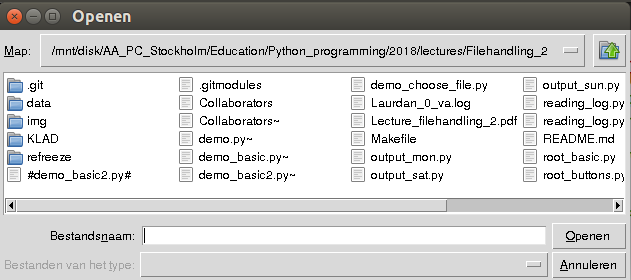 Openen
Map: /mnt/disk/AA_PC_Stockholm/Education/Python_programming/2018/lectures/Filehandling_2
.git .gitmodules demo_choose_file.py output_sun.py
data Collaborators Laurdan_0_va.log reading_log.py
img Collaborators~ Lecture_filehandling_2.pdf reading_log.py
KLAD demo.py~ Makefile README.md
refreeze demo_basic.py~ output_mon.py root_basic.py
#demo_basic2.py# demo_basic2.py~ output_sat.py root_buttons.py
Bestandsnaam: Openen
Bestanden van het type: Annuleren